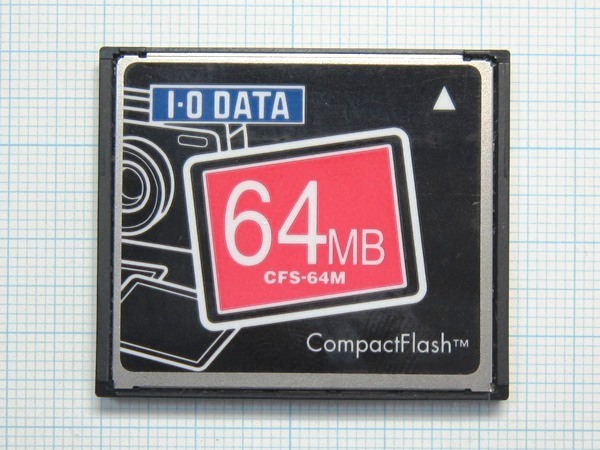 I-O DATA
64MB
CFS-64M
CompactFlash™